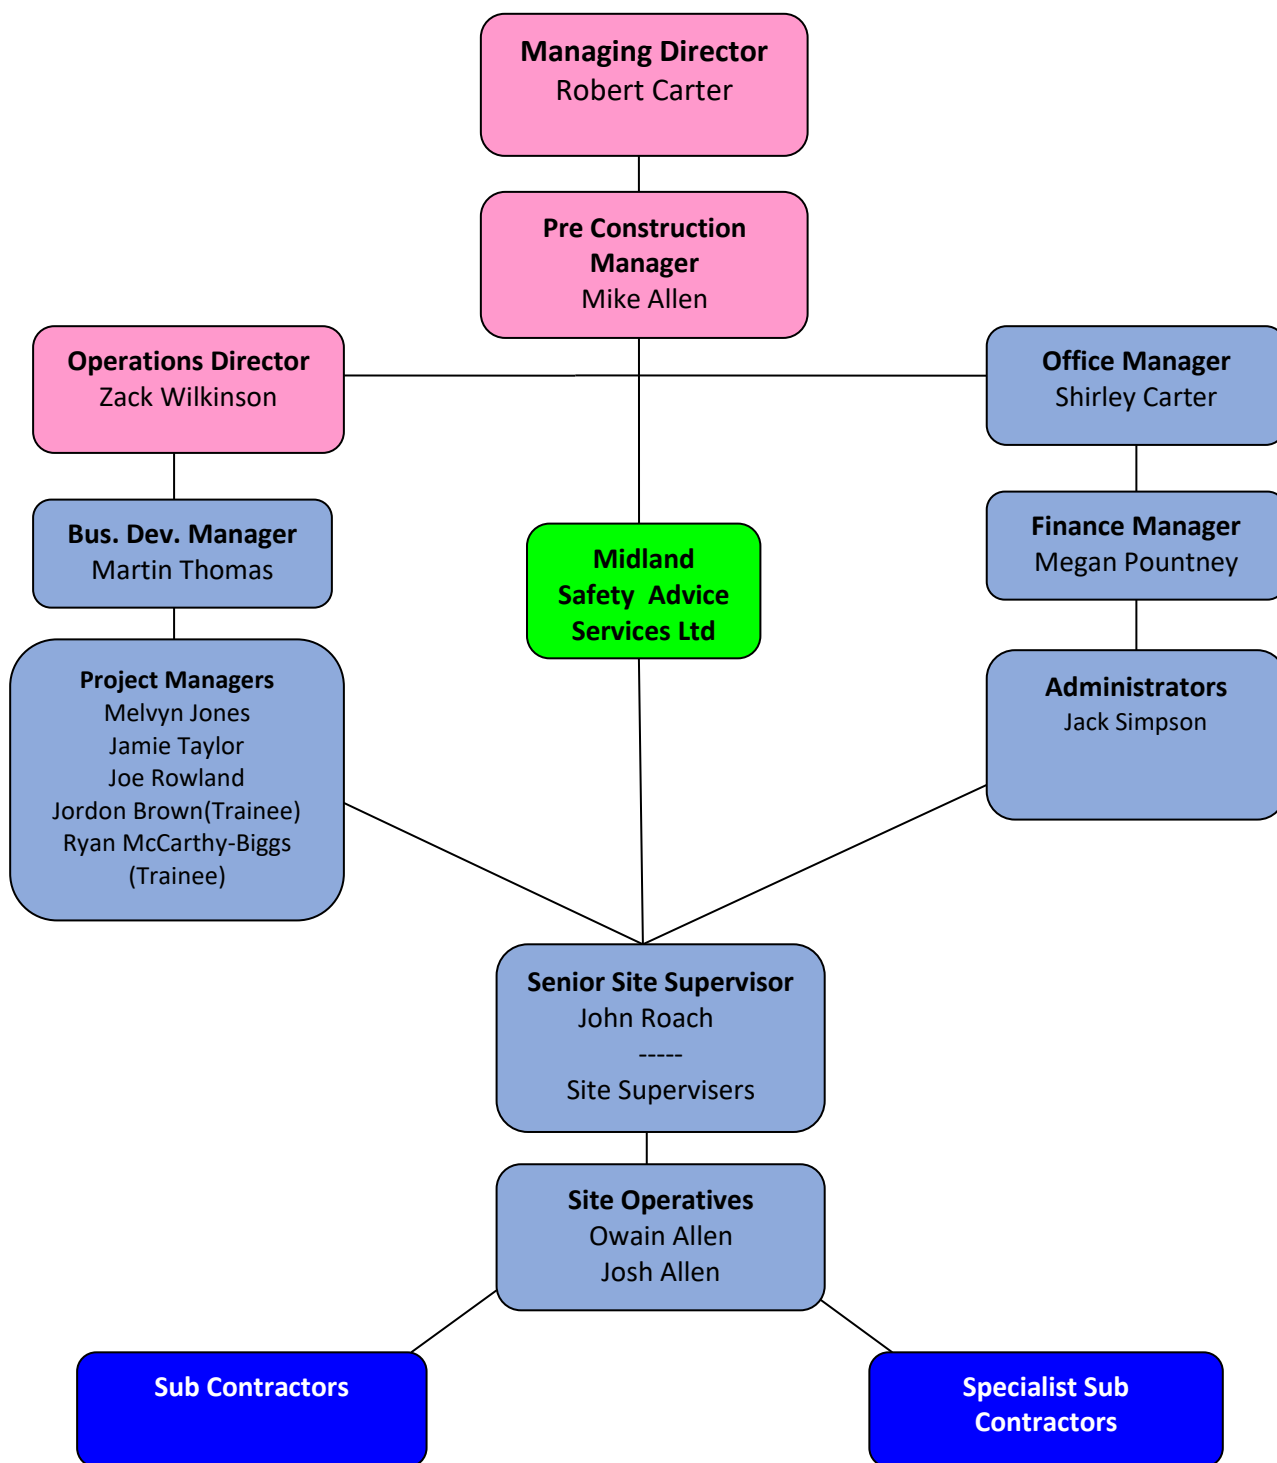 Managing Director
Robert Carter
Pre Construction
Manager
Mike Allen
Operations Director
Zack Wilkinson
Office Manager
Shirley Carter
Bus. Dev. Manager
Martin Thomas
Midland
Safety  Advice
Services Ltd
Finance Manager
Megan Pountney
Project Managers
Melvyn Jones
Jamie Taylor
Joe Rowland
Jordon Brown(Trainee)
Ryan McCarthy-Biggs
(Trainee)
Administrators
Jack Simpson
Senior Site Supervisor
John Roach
-----
Site Supervisers
Site Operatives
Owain Allen
Josh Allen
Sub Contractors
Specialist Sub
Contractors